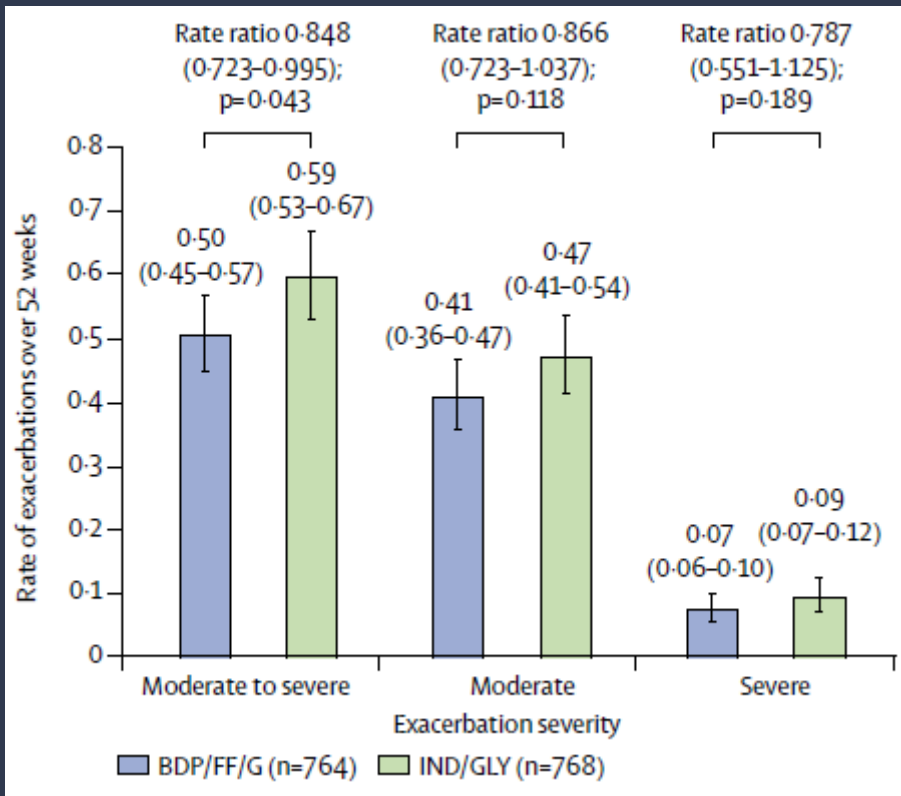 Rate ratio 0·848
(0·723–0·995);
p=0·043
Rate ratio 0·866
(0·723–1·037);
p=0·118
Rate ratio 0·787
(0·551–1·125);
p=0·189
Rate of exacerbations over 52 weeks
0·8
0·7
0·6
0·5
0·4
0·3
0·2
0·1
0
0·50
(0·45–0·57)
0·59
(0·53–0·67)
0·41
(0·36–0·47)
0·47
(0·41–0·54)
0·07
(0·06–0·10)
0·09
(0·07–0·12)
Moderate to severe
Moderate
Severe
Exacerbation severity
BDP/FF/G (n=764)
IND/GLY (n=768)